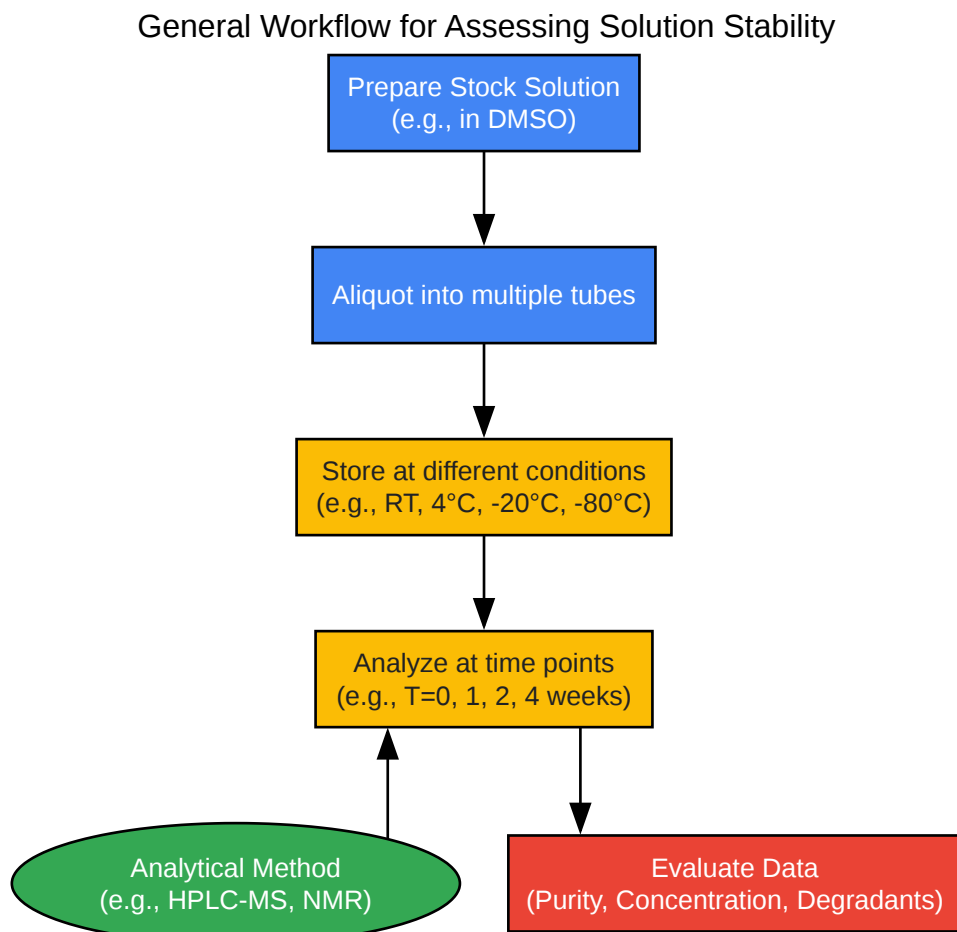 General Workflow for Assessing Solution Stability
Prepare Stock Solution
(e.g., in DMSO)
Aliquot into multiple tubes
Store at different conditions
(e.g., RT, 4°C, -20°C, -80°C)
Analyze at time points
(e.g., T=0, 1, 2, 4 weeks)
Analytical Method
(e.g., HPLC-MS, NMR)
Evaluate Data
(Purity, Concentration, Degradants)